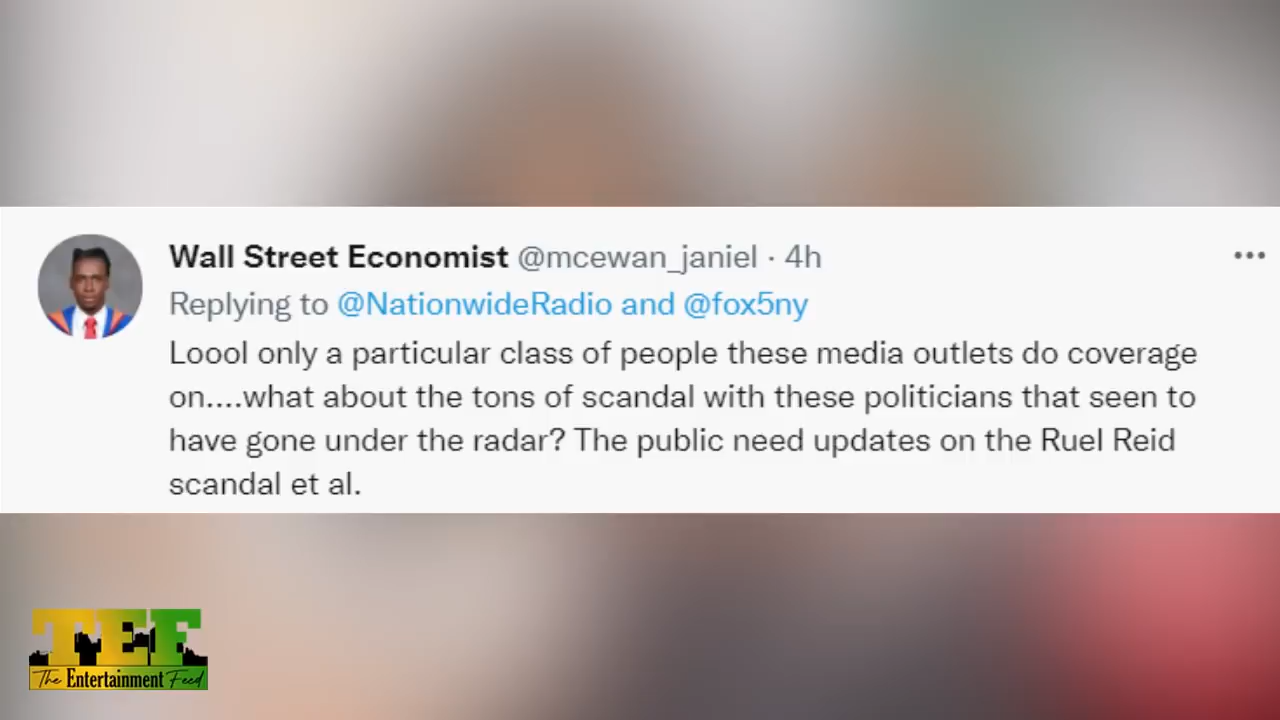 Wall Street Economist @mcewan_janiel · 4h
Replying to @NationwideRadio and @fox5ny
Loool only a particular class of people these media outlets do coverage
on....what about the tons of scandal with these politicians that seen to
have gone under the radar? The public need updates on the Ruel Reid
scandal et al.
TEF
The Entertainment Feed